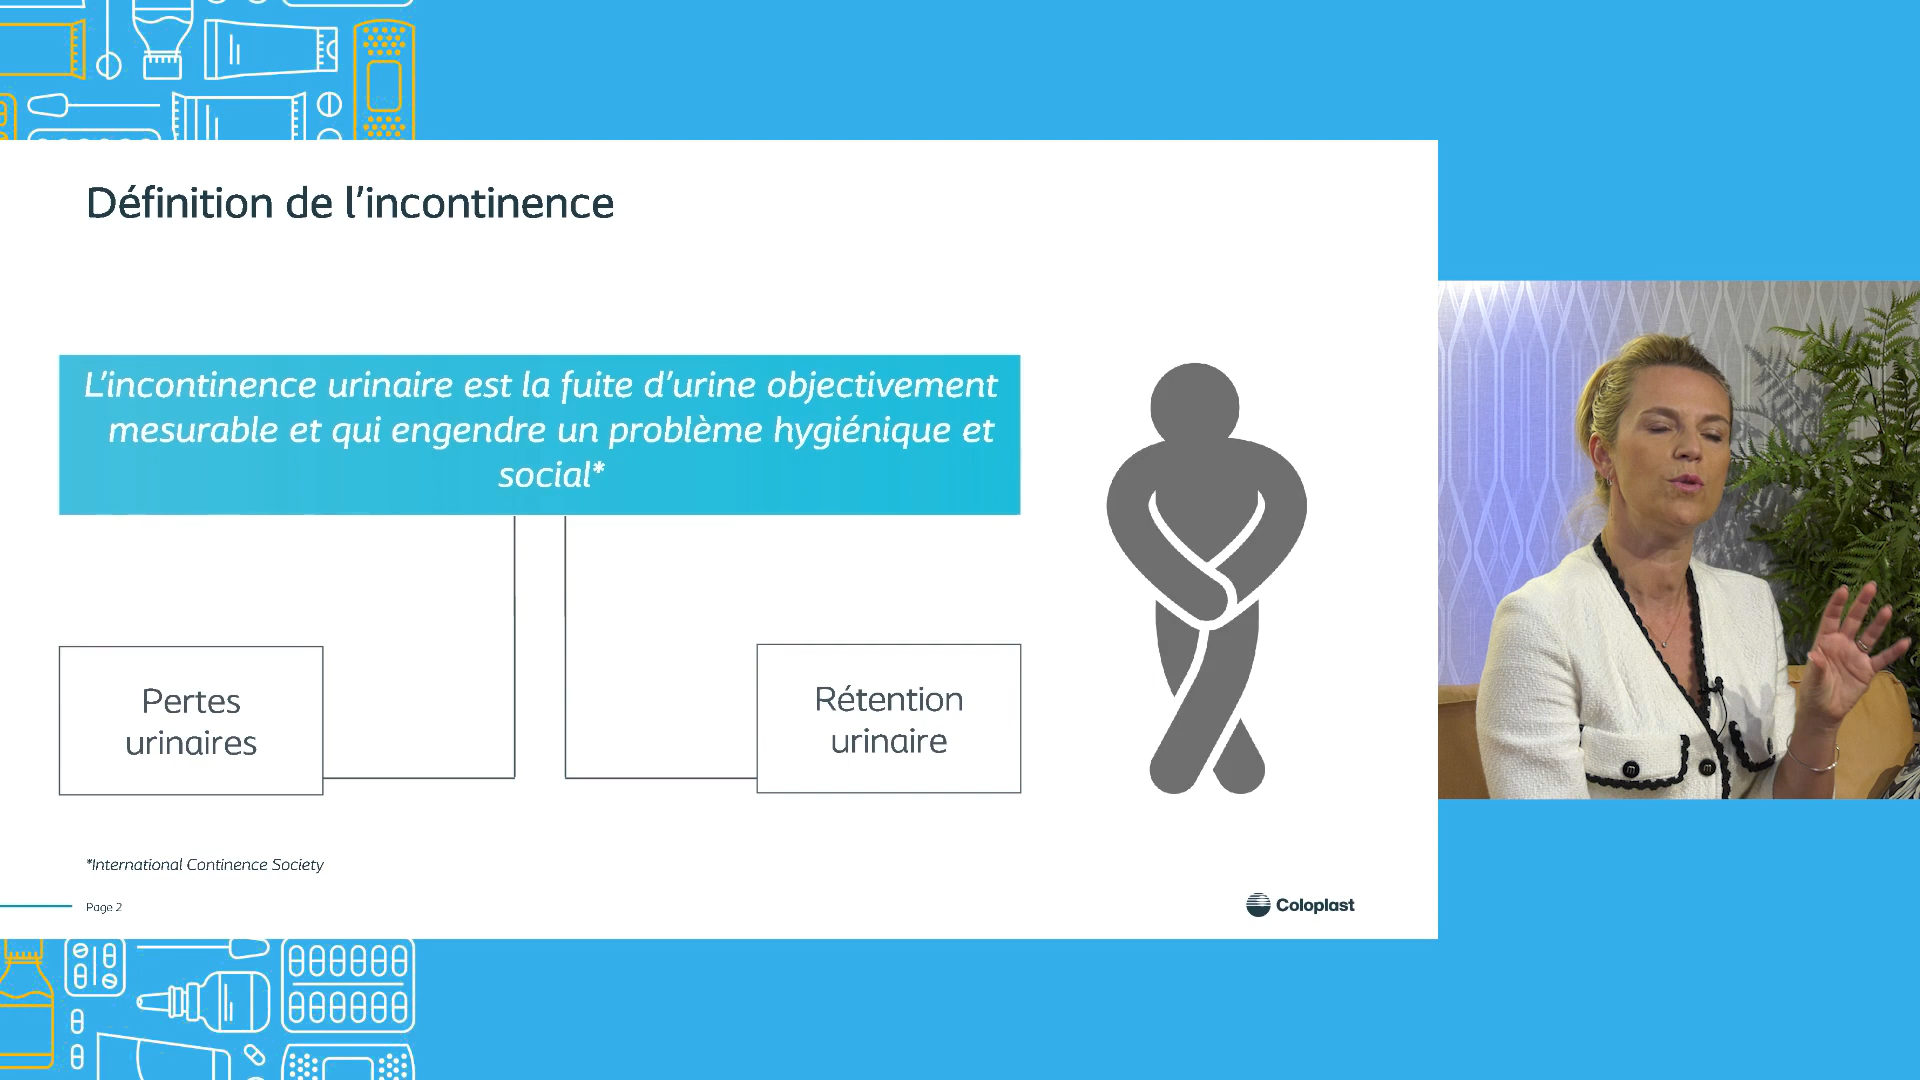 Définition de l'incontinence
L'incontinence urinaire est la fuite d'urine objectivement
mesurable et qui engendre un problème hygiénique et
social*
Pertes
urinaires
Rétention
urinaire
*International Continence Society
Page 2
Coloplast